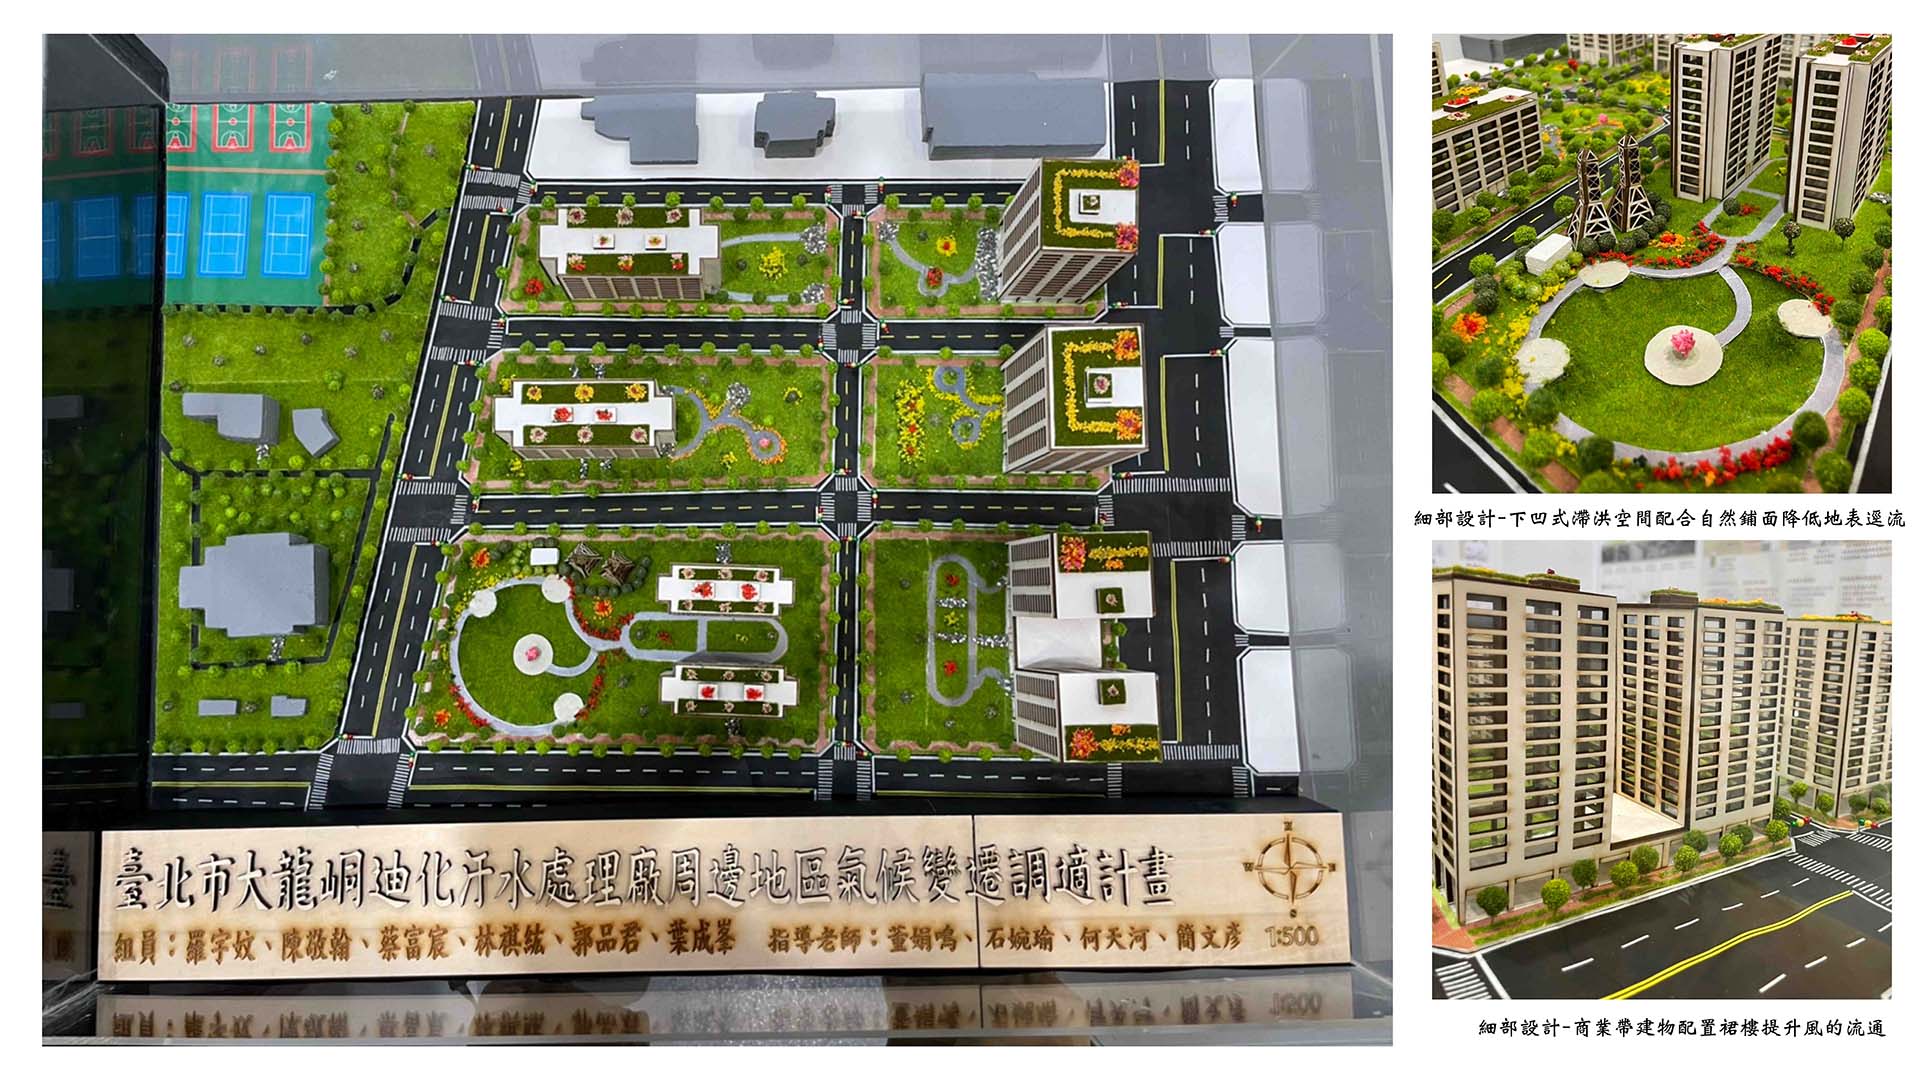 臺北市大龍峒迪化汙水處理廠周邊地區氣候變遷調適計畫
組員：羅宇妏、陳敬翰、蔡富宸、林祺鋐、郭品君、葉成峯 指導老師：董娟鳴、石婉瑜、何天河、簡文彥 1:500
細部設計-下凹式滯洪空間配合自然鋪面降低地表逕流
細部設計-商業帶建物配置裙樓提升風的流通